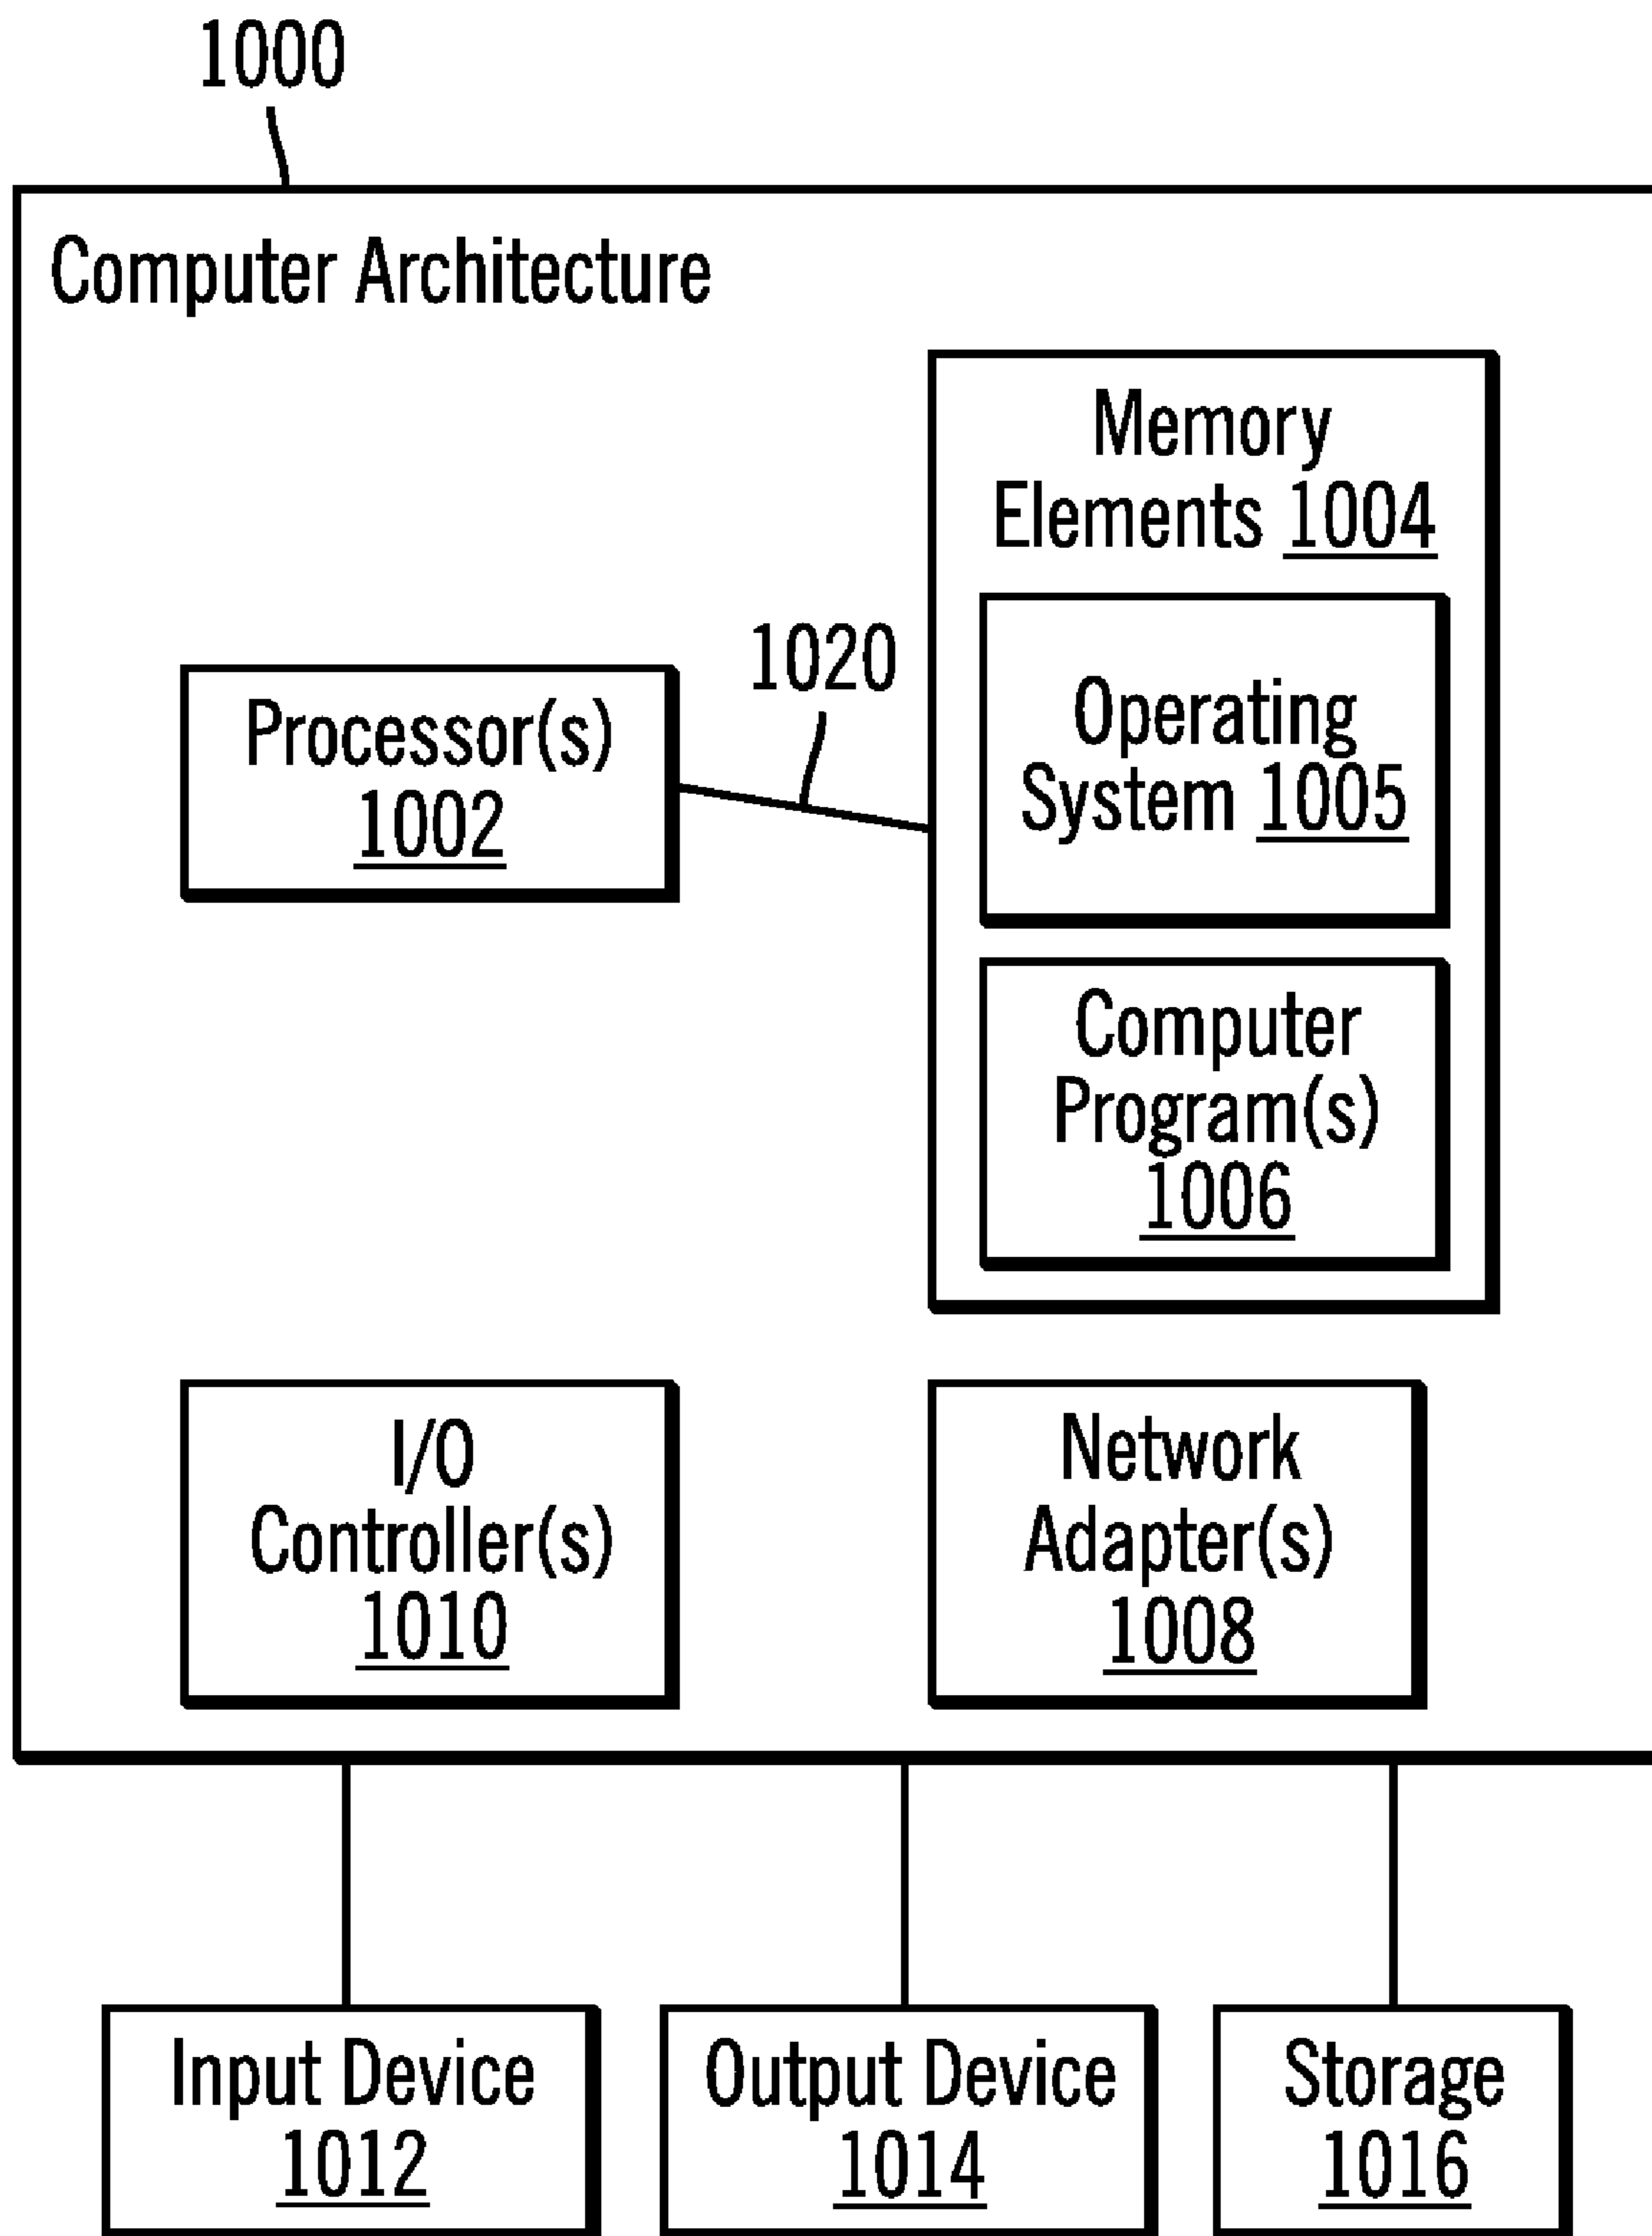 1000
Computer Architecture
Memory
Elements 1004
1020
Processor(s)
1002
Operating
System 1005
Computer
Program(s)
1006
I/O
Controller(s)
1010
Network
Adapter(s)
1008
Input Device
1012
Output Device
1014
Storage
1016